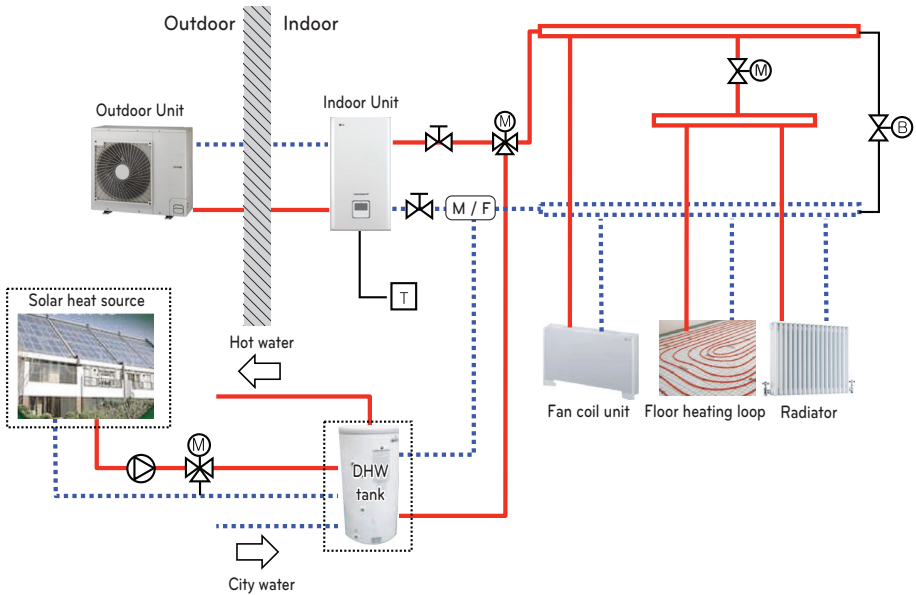 Outdoor
Indoor
Outdoor Unit
Indoor Unit
M
M
B
M / F
T
Solar heat source
Hot water
Fan coil unit
Floor heating loop
Radiator
M
DHW
tank
City water